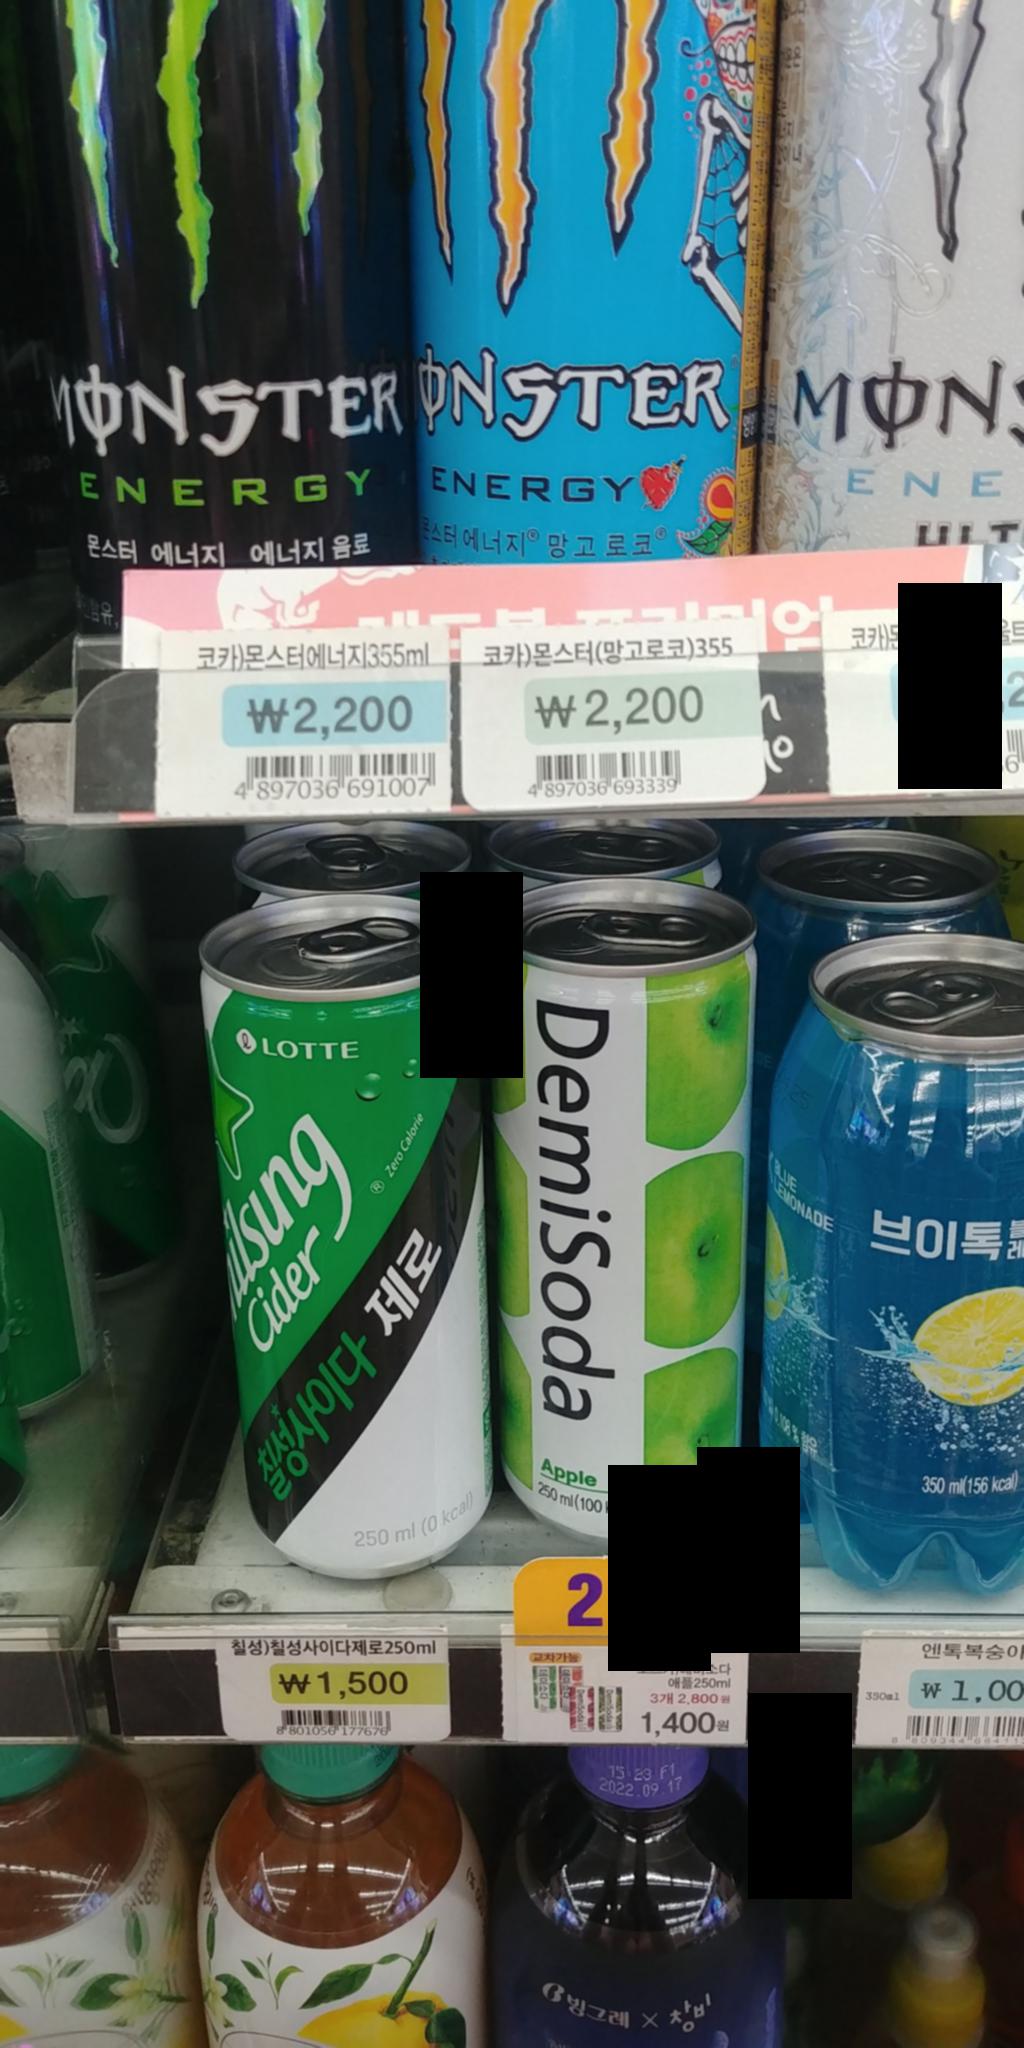 MONSTER
ENERGY
몬스터 에너지 에너지 음료
MONSTER
ENERGY
몬스터 에너지® 망고 로코®
코카)몬스터에너지355ml
₩2,200
4 897036 691007
코카)몬스터(망고로코)355
₩2,200
4 897036 693339
LOTTE
Chilsung
Cider
® Zero Calorie
칠성사이다 제로
250 ml (0 kcal)
DemiSoda
Apple
250 ml(100
BLUE
LEMONADE
브이톡
350 ml(156 kcal)
칠성)칠성사이다제로250ml
₩1,500
8 801056 177676
2
교차가능
애플250ml
3개 2,800원
1,400원
엔톡복숭아
350ml
₩ 1,00
15:23 F1
2022.09.17
빙그레 × 창비